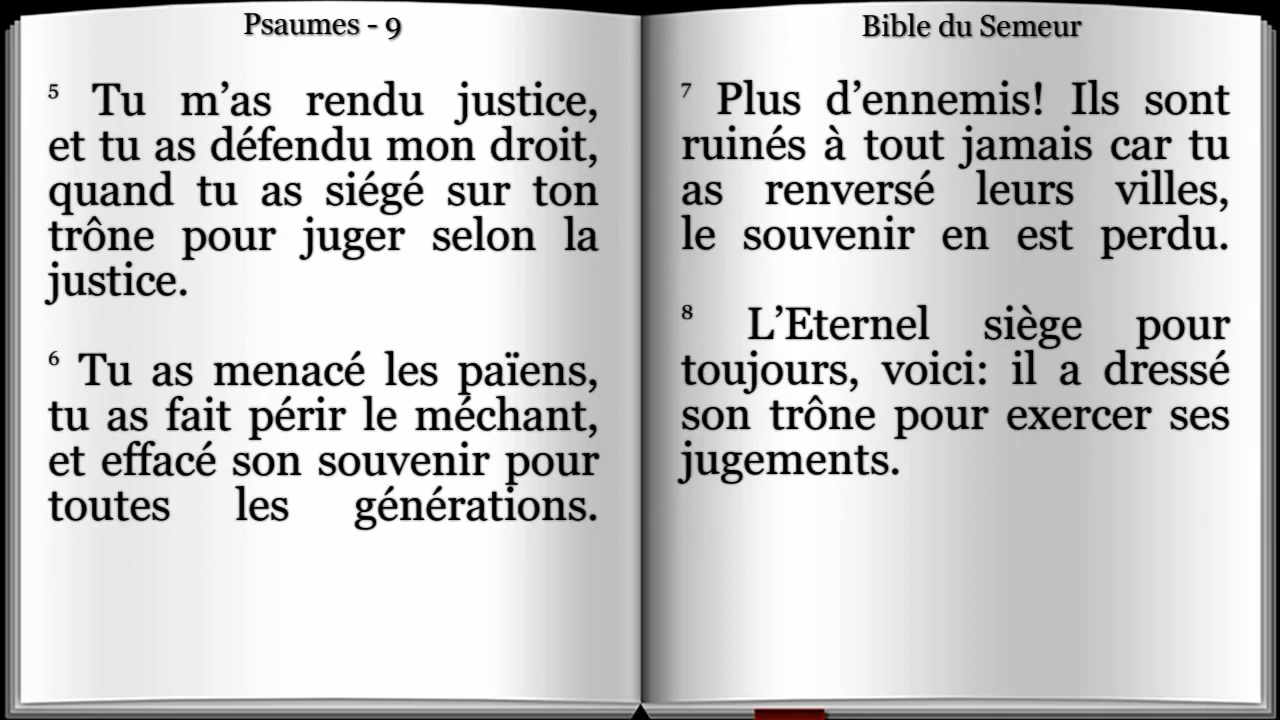 Psaumes - 9
5 Tu m’as rendu justice,
et tu as défendu mon droit,
quand tu as siégé sur ton
trône pour juger selon la
justice.
6 Tu as menacé les païens,
tu as fait périr le méchant,
et effacé son souvenir pour
toutes les générations.
Bible du Semeur
7 Plus d’ennemis! Ils sont
ruinés à tout jamais car tu
as renversé leurs villes,
le souvenir en est perdu.
8 L’Eternel siège pour
toujours, voici: il a dressé
son trône pour exercer ses
jugements.